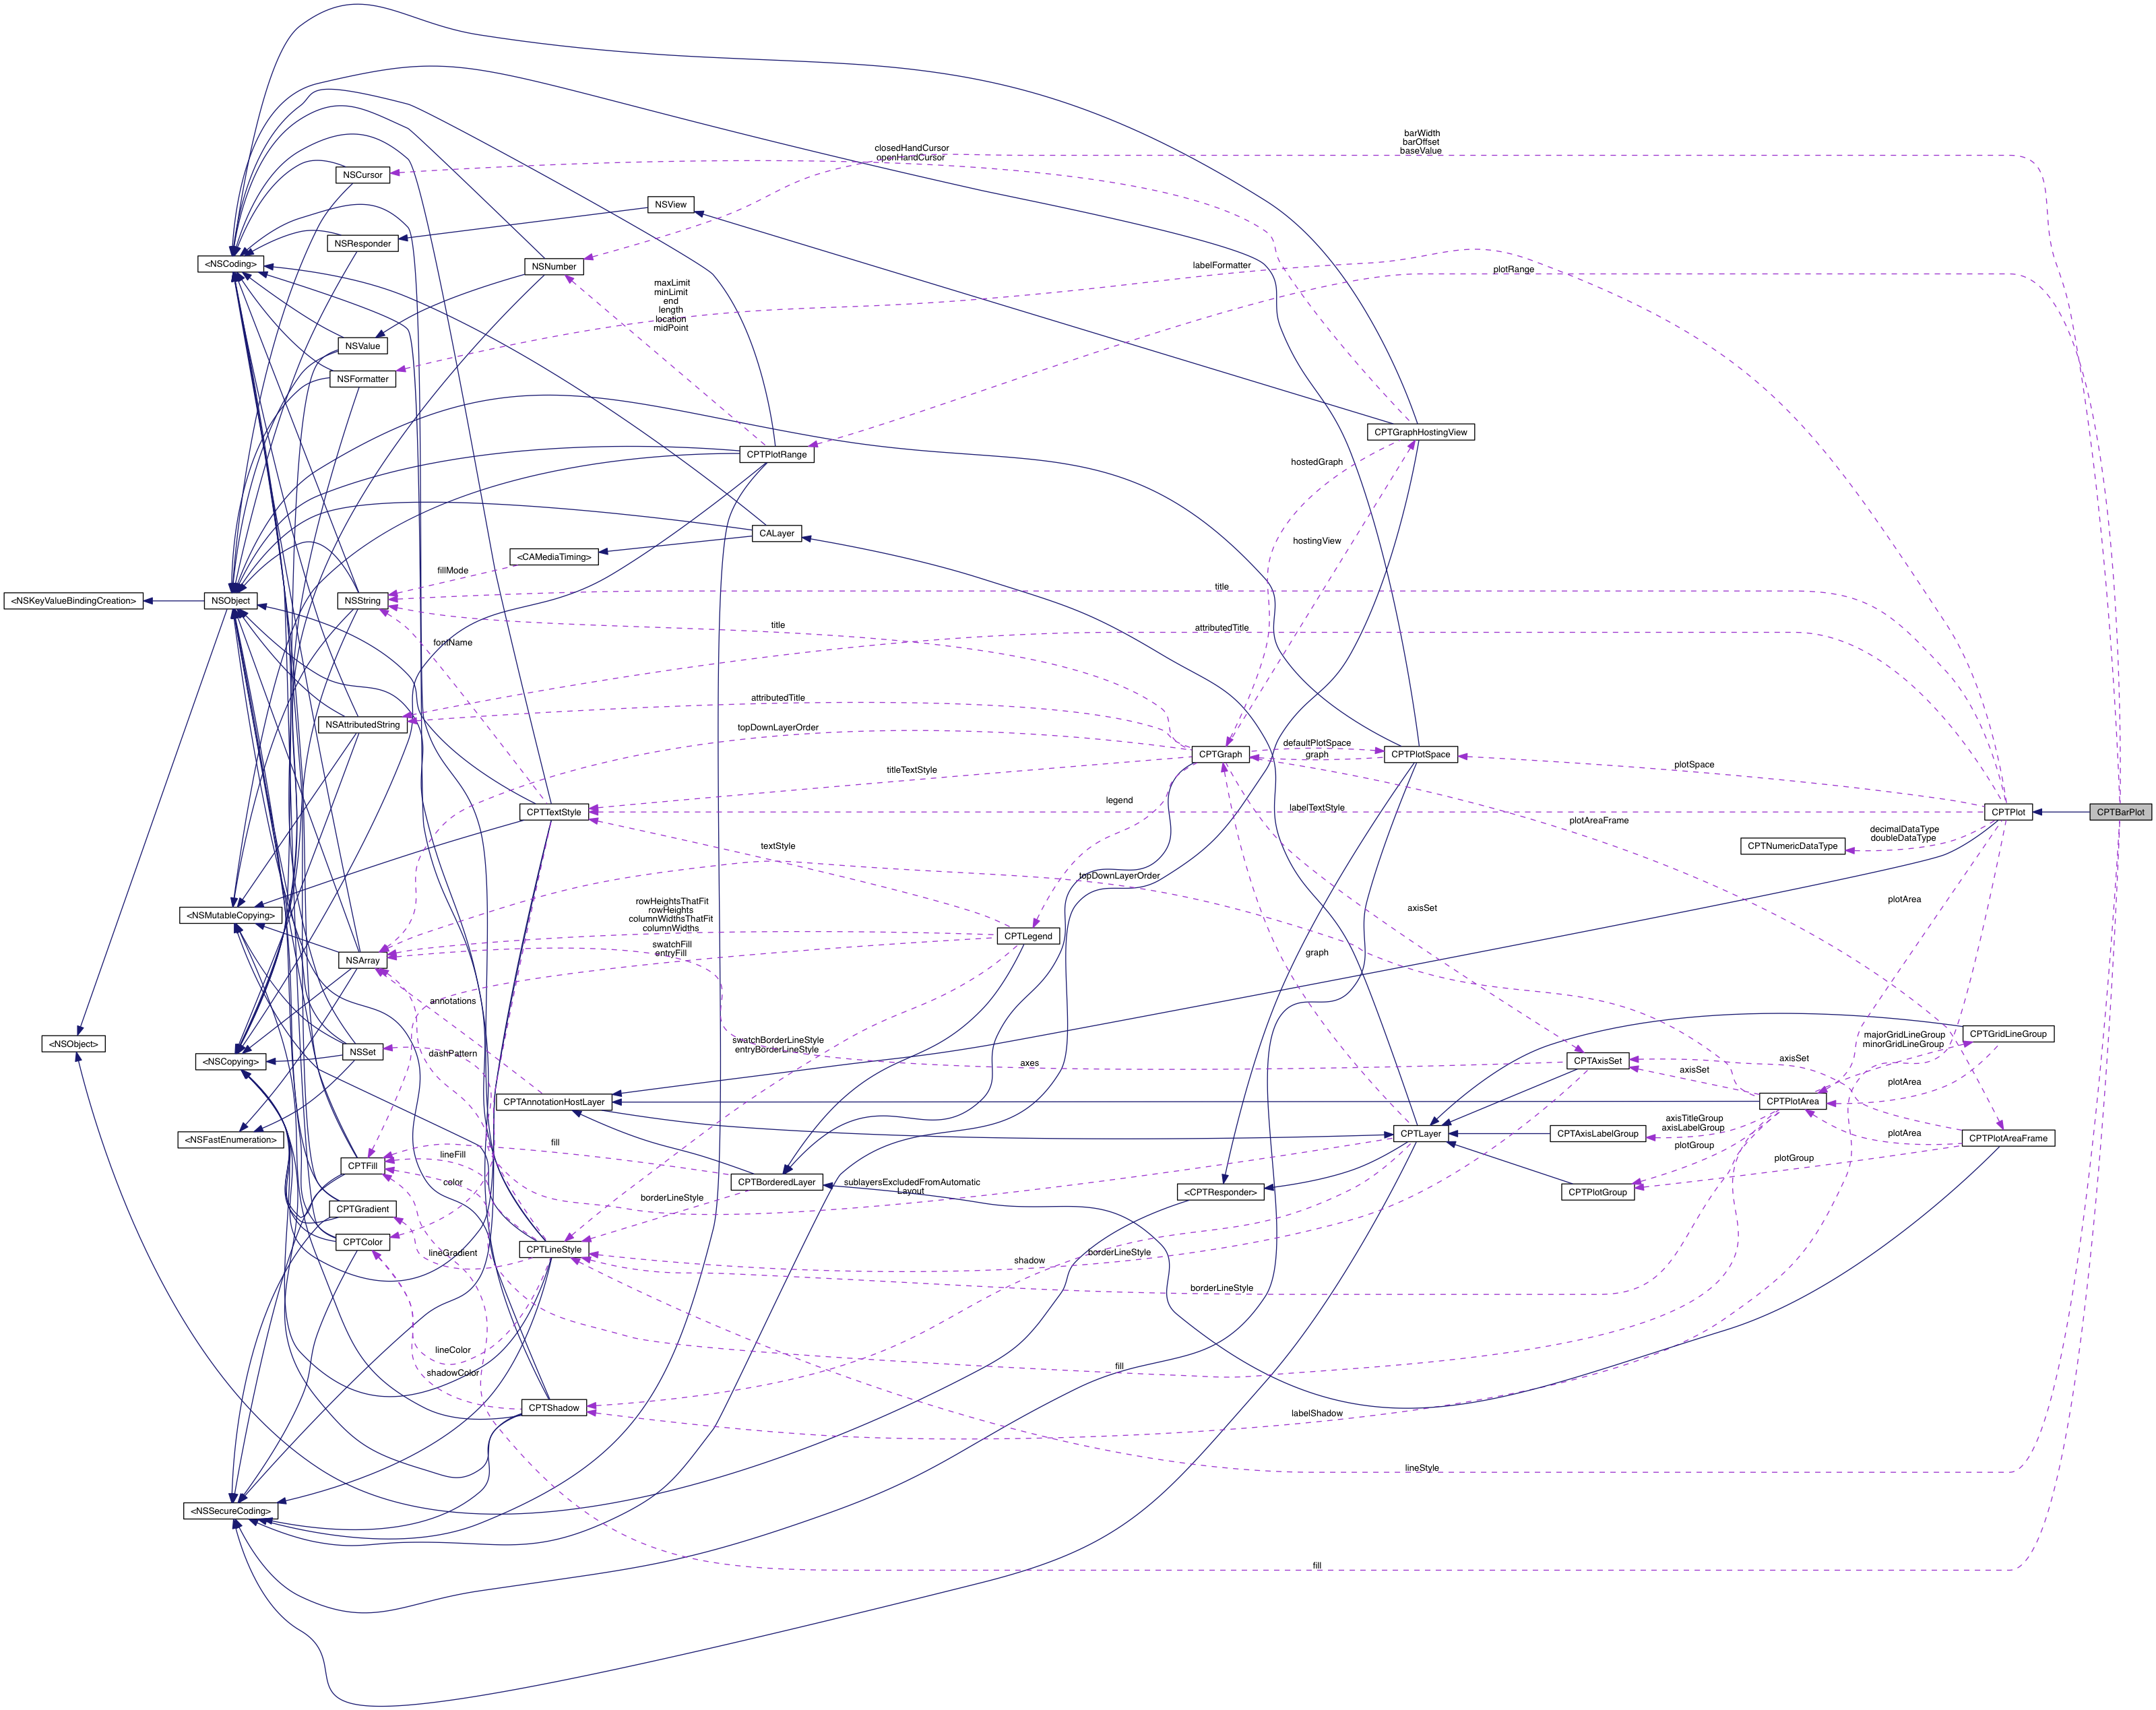 barWidth
barOffset
baseValue
closedHandCursor
openHandCursor
NSCursor
NSView
NSResponder
<NSCoding>
NSNumber
labelFormatter
plotRange
maxLimit
minLimit
end
length
location
midPoint
NSValue
NSFormatter
CPTGraphHostingView
CPTPlotRange
hostedGraph
CALayer
hostingView
<CAMediaTiming>
fillMode
title
<NSKeyValueBindingCreation>
NSObject
NSString
title
attributedTitle
fontName
attributedTitle
NSAttributedString
topDownLayerOrder
defaultPlotSpace
CPTGraph
graph
CPTPlotSpace
plotSpace
titleTextStyle
legend
labelTextStyle
CPTTextStyle
CPTPlot
CPTBarPlot
plotAreaFrame
decimalDataType
doubleDataType
CPTNumericDataType
textStyle
topDownLayerOrder
rowHeightsThatFit
rowHeights
columnWidthsThatFit
columnWidths
plotArea
axisSet
<NSMutableCopying>
CPTLegend
swatchFill
entryFill
NSArray
graph
annotations
majorGridLineGroup
minorGridLineGroup
CPTGridLineGroup
<NSObject>
swatchBorderLineStyle
entryBorderLineStyle
NSSet
dashPattern
<NSCopying>
axes
CPTAxisSet
axisSet
axisSet
plotArea
CPTAnnotationHostLayer
CPTPlotArea
axisTitleGroup
axisLabelGroup
CPTLayer
CPTAxisLabelGroup
plotArea
CPTPlotAreaFrame
<NSFastEnumeration>
fill
plotGroup
lineFill
plotGroup
CPTFill
color
CPTBorderedLayer
sublayersExcludedFromAutomatic
Layout
<CPTResponder>
CPTPlotGroup
borderLineStyle
CPTGradient
CPTColor
CPTLineStyle
lineGradient
borderLineStyle
shadow
borderLineStyle
lineColor
fill
shadowColor
CPTShadow
labelShadow
lineStyle
<NSSecureCoding>
fill